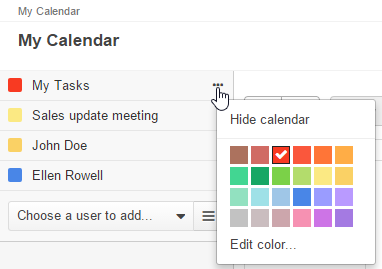 My Calendar
My Calendar
My Tasks
Sales update meeting
John Doe
Ellen Rowell
Choose a user to add...
Hide calendar
Edit color...